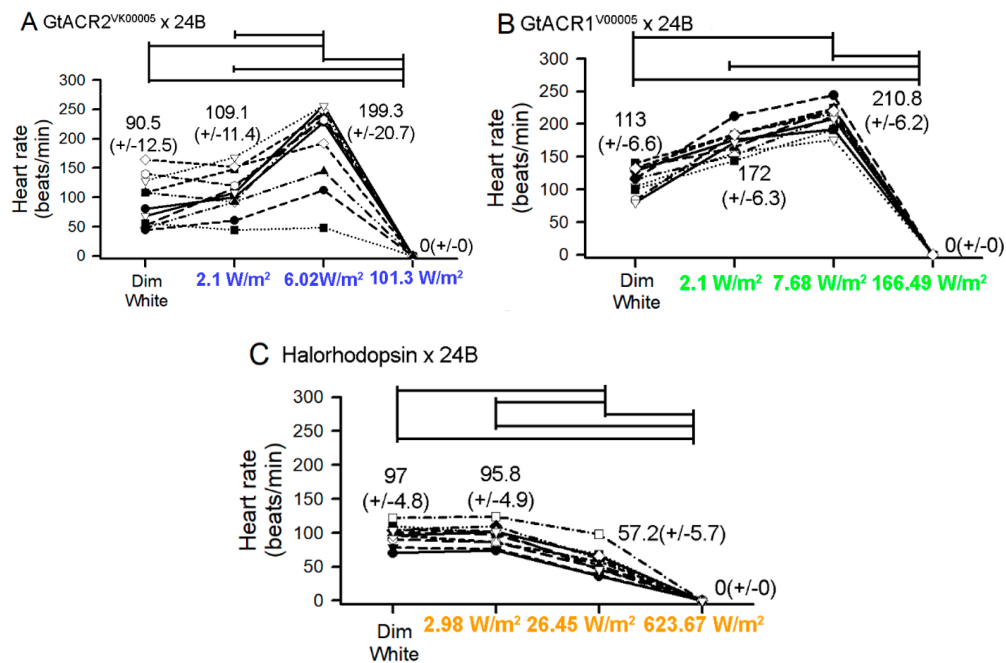 A GtACR2VK00005 x 24B
Heart rate
(beats/min)
300
250
200
150
100
50
0
90.5
(+/-12.5)
109.1
(+/-11.4)
199.3
(+/-20.7)
0(+/-0)
Dim
White
2.1 W/m²
6.02W/m²
101.3 W/m²
B GtACR1V00005 x 24B
Heart rate
(beats/min)
300
250
200
150
100
50
0
113
(+/-6.6)
172
(+/-6.3)
210.8
(+/-6.2)
0(+/-0)
Dim
White
2.1 W/m²
7.68 W/m²
166.49 W/m²
C Halorhodopsin x 24B
Heart rate
(beats/min)
300
250
200
150
100
50
0
97
(+/-4.8)
95.8
(+/-4.9)
57.2(+/-5.7)
0(+/-0)
Dim
White
2.98 W/m²
26.45 W/m²
623.67 W/m²